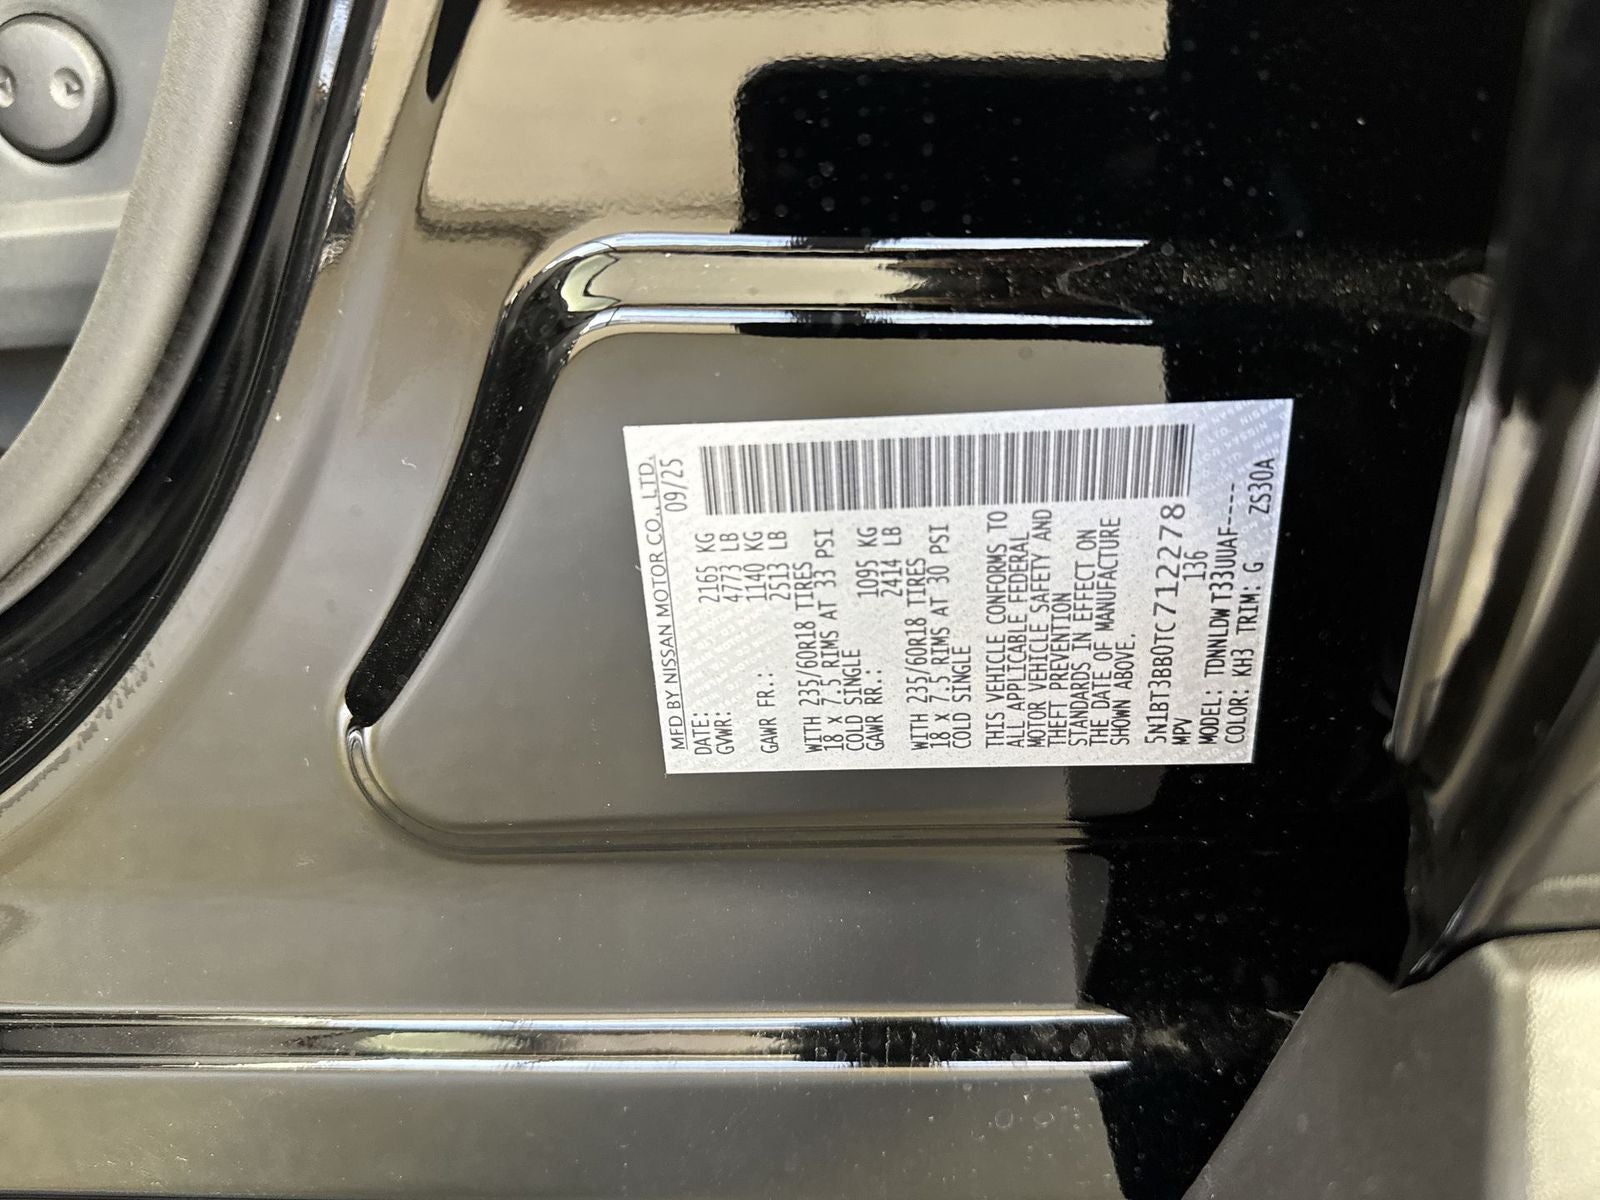 MFD BY NISSAN MOTOR CO., LTD.
DATE: 09/25
GVWR: 2165 KG
4773 LB
GAWR FR.: 1140 KG
2513 LB
WITH 235/60R18 TIRES
18 X 7.5 RIMS AT 33 PSI
COLD SINGLE
GAWR RR.: 1095 KG
2414 LB
WITH 235/60R18 TIRES
18 X 7.5 RIMS AT 30 PSI
COLD SINGLE
THIS VEHICLE CONFORMS TO
ALL APPLICABLE FEDERAL
MOTOR VEHICLE SAFETY AND
THEFT PREVENTION
STANDARDS IN EFFECT ON
THE DATE OF MANUFACTURE
SHOWN ABOVE.
5N1BT3BB0TC712278
MPV 136
MODEL: TDNNLDW T33UUAF-----
COLOR: KH3 TRIM: G ZS30A